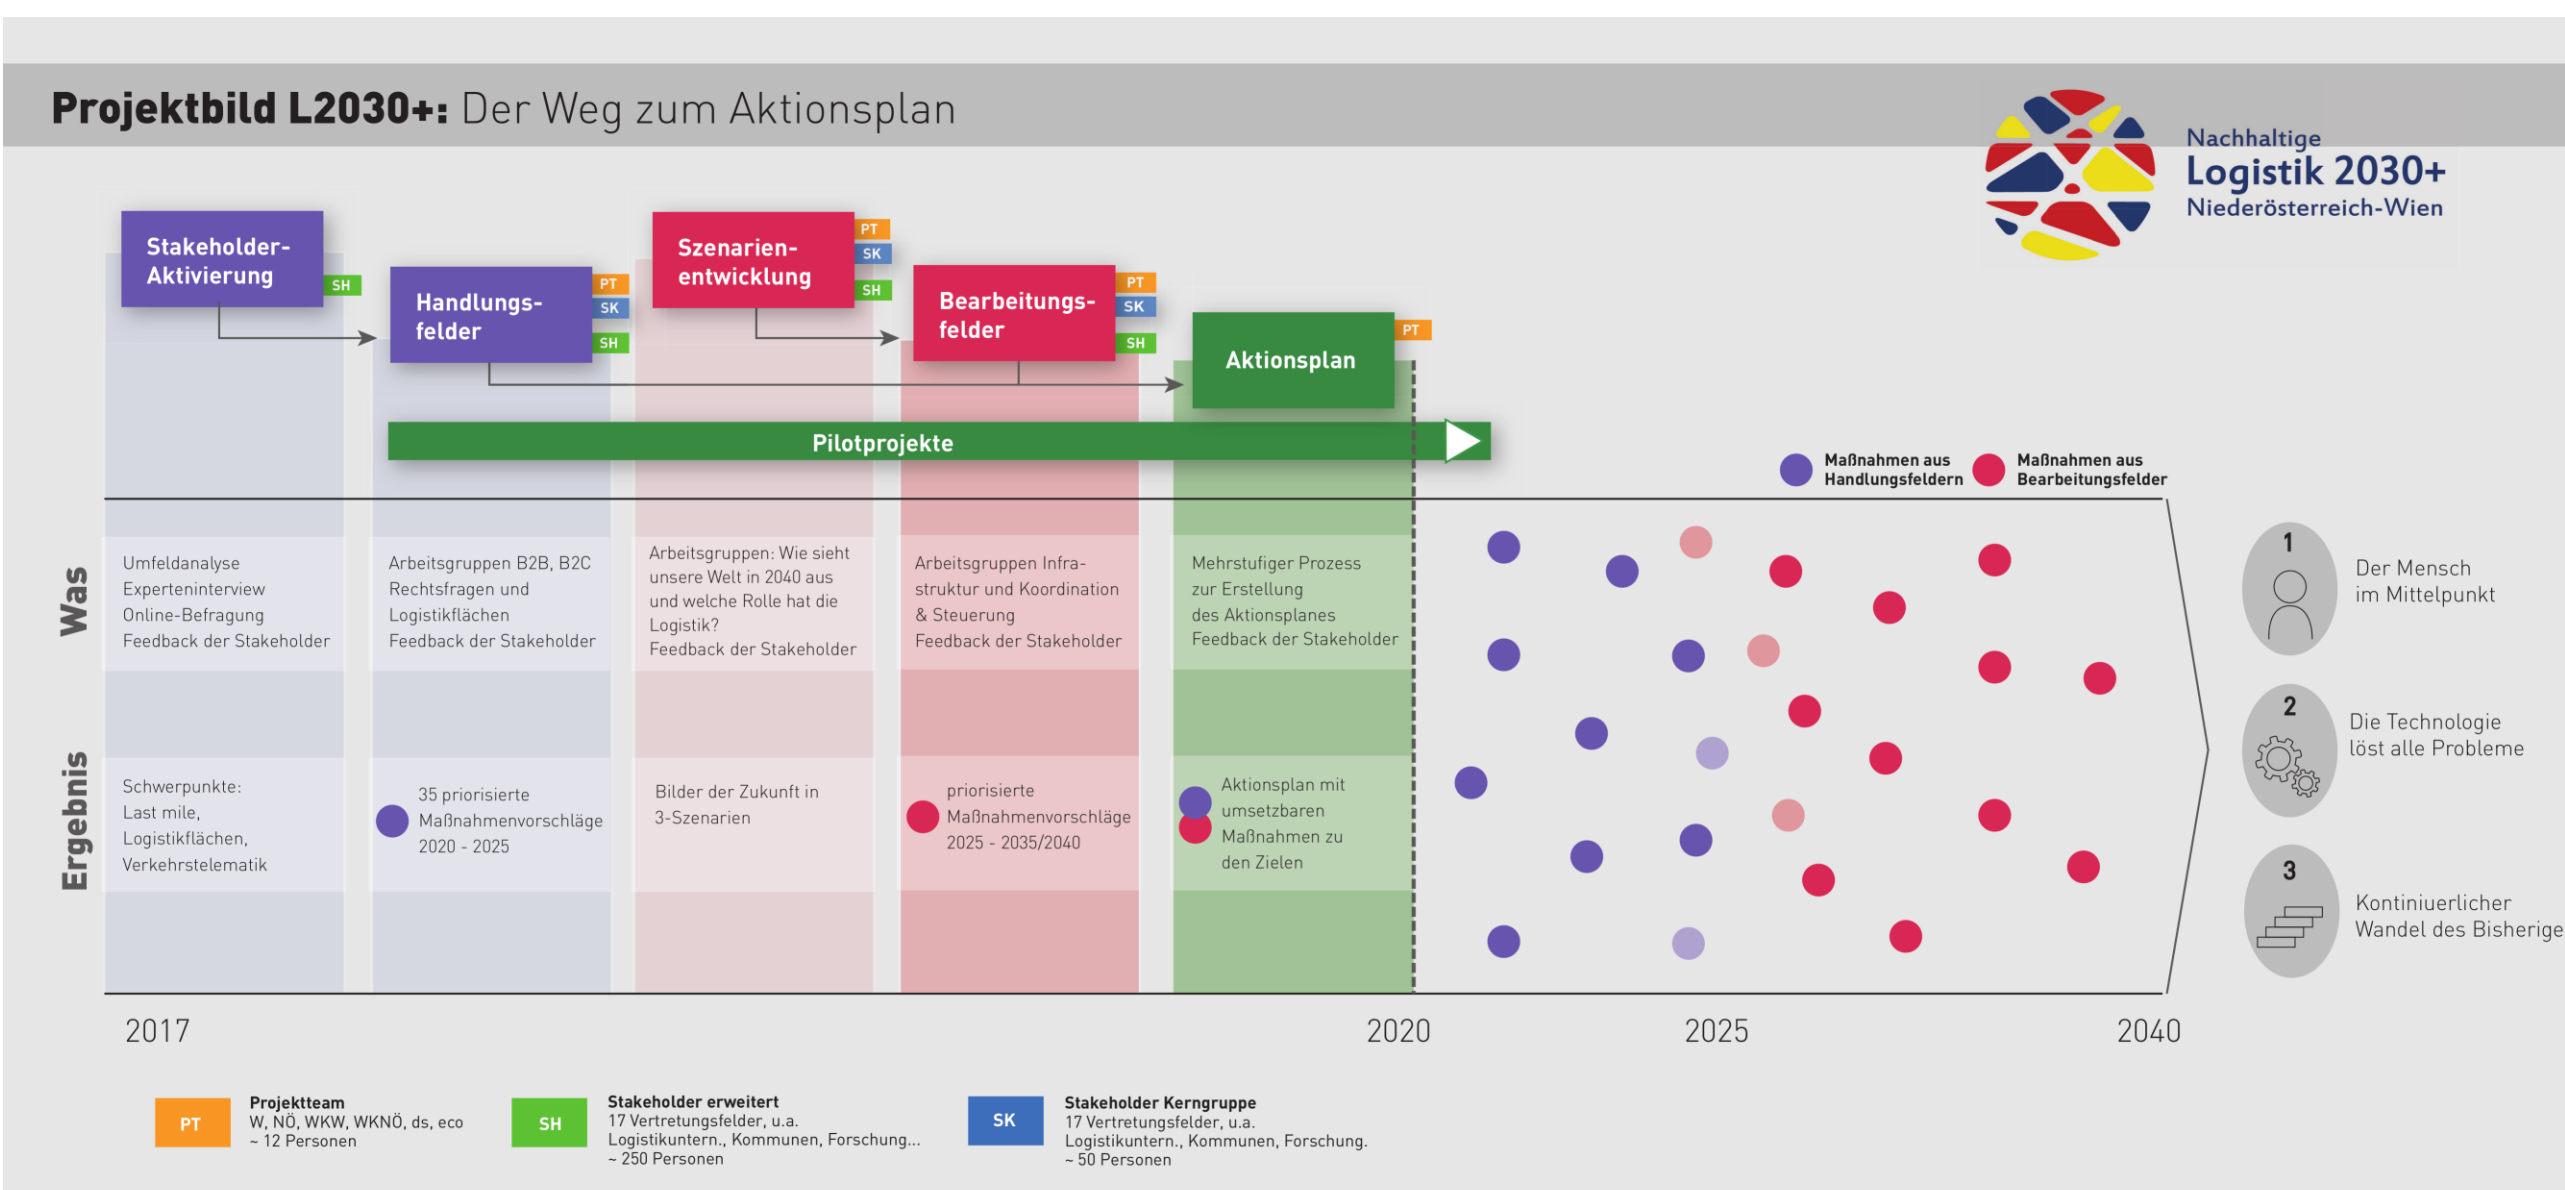 Projektbild L2030+: Der Weg zum Aktionsplan
Nachhaltige
Logistik 2030+
Niederösterreich-Wien
Stakeholder-
Aktivierung
SH
Handlungs-
felder
PT
SK
SH
Szenarien-
entwicklung
PT
SK
SH
Bearbeitungs-
felder
PT
SK
SH
Aktionsplan
PT
Pilotprojekte
Maßnahmen aus
Handlungsfeldern
Maßnahmen aus
Bearbeitungsfelder
Was
Umfeldanalyse
Experteninterview
Online-Befragung
Feedback der Stakeholder
Arbeitsgruppen B2B, B2C
Rechtsfragen und
Logistikflächen
Feedback der Stakeholder
Arbeitsgruppen: Wie sieht
unsere Welt in 2040 aus
und welche Rolle hat die
Logistik?
Feedback der Stakeholder
Arbeitsgruppen Infra-
struktur und Koordination
& Steuerung
Feedback der Stakeholder
Mehrstufiger Prozess
zur Erstellung
des Aktionsplanes
Feedback der Stakeholder
Ergebnis
Schwerpunkte:
Last mile,
Logistikflächen,
Verkehrstelematik
35 priorisierte
Maßnahmenvorschläge
2020 - 2025
Bilder der Zukunft in
3-Szenarien
priorisierte
Maßnahmenvorschläge
2025 - 2035/2040
Aktionsplan mit
umsetzbaren
Maßnahmen zu
den Zielen
1
Der Mensch
im Mittelpunkt
2
Die Technologie
löst alle Probleme
3
Kontiniuerlicher
Wandel des Bisherige
2017
2020
2025
2040
PT
Projektteam
W, NÖ, WKW, WKNÖ, ds, eco
~ 12 Personen
SH
Stakeholder erweitert
17 Vertretungsfelder, u.a.
Logistikuntern., Kommunen, Forschung...
~ 250 Personen
SK
Stakeholder Kerngruppe
17 Vertretungsfelder, u.a.
Logistikuntern., Kommunen, Forschung.
~ 50 Personen